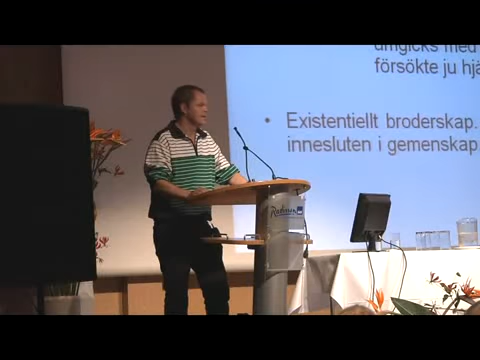 umgicks med
försökte ju hjä
• Existentiellt broderskap.
innesluten i gemenskap
Radisson